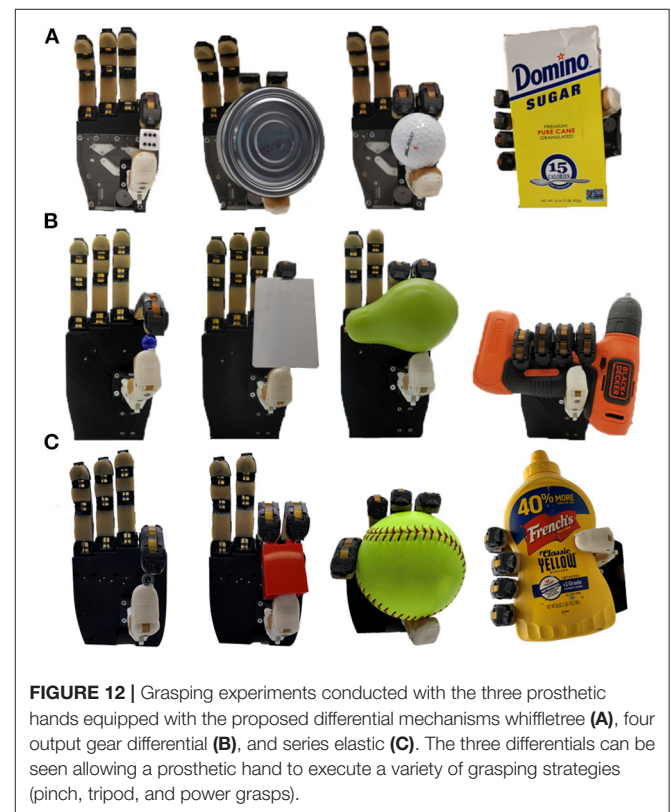 A
Domino
SUGAR
PREMIUM
PURE CANE
GRANULATED
15
CALORIES
B
BLACK+
DECKER
C
40% MORE
French's
Classic
YELLOW
MUSTARD
FIGURE 12 | Grasping experiments conducted with the three prosthetic
hands equipped with the proposed differential mechanisms whiffletree (A), four
output gear differential (B), and series elastic (C). The three differentials can be
seen allowing a prosthetic hand to execute a variety of grasping strategies
(pinch, tripod, and power grasps).